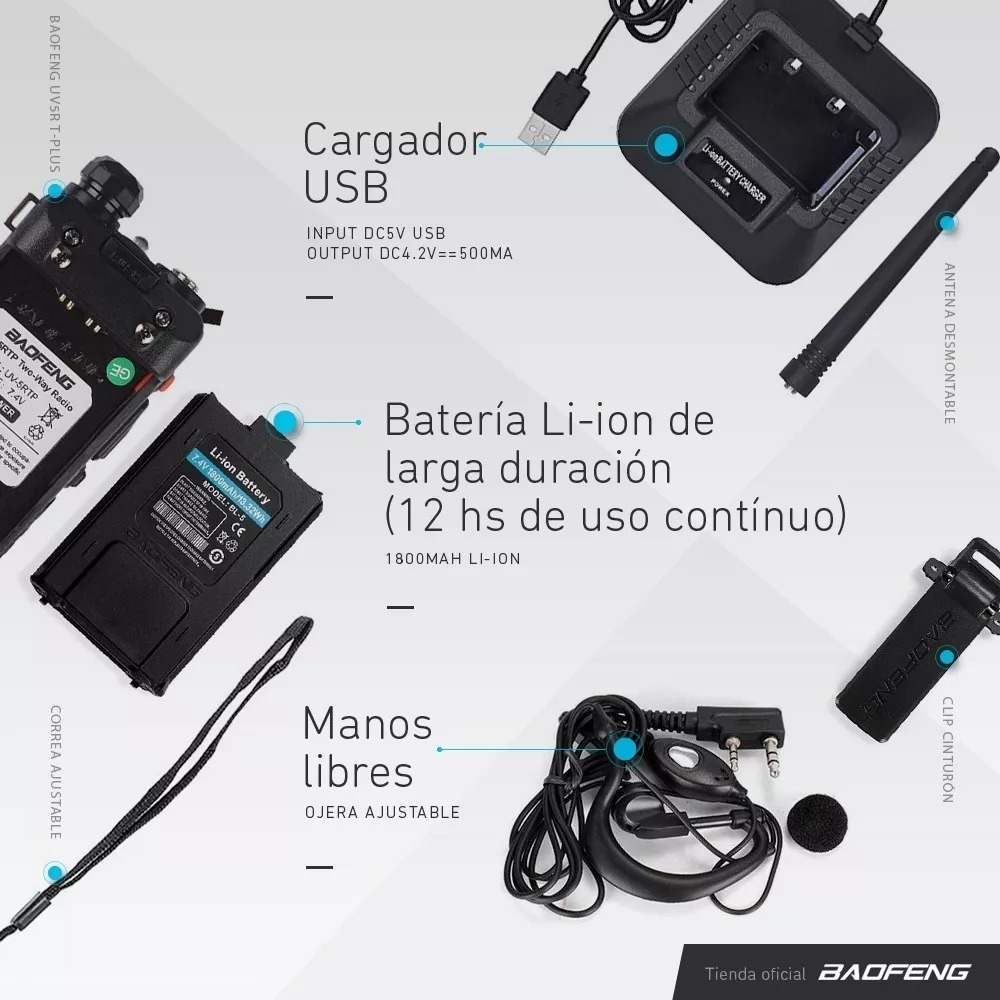 BAOFENG UV5R T-PLUS
Cargador
USB
INPUT DC5V USB
OUTPUT DC4.2V==500MA
Li-ion BATTERY CHARGER
POWER
ANTENA DESMONTABLE
BAOFENG
Two-Way Radio
UV-5RTP
7.4V
Batería Li-ion de
larga duración
(12 hs de uso contínuo)
1800MAH LI-ION
Li-ion Battery
7.4V 1800mAh/13.32Wh
MODEL: BL-5
CE
BAOFENG
BAOFENG
CLIP CINTURÓN
CORREA AJUSTABLE
Manos
libres
OJERA AJUSTABLE
Tienda oficial BAOFENG